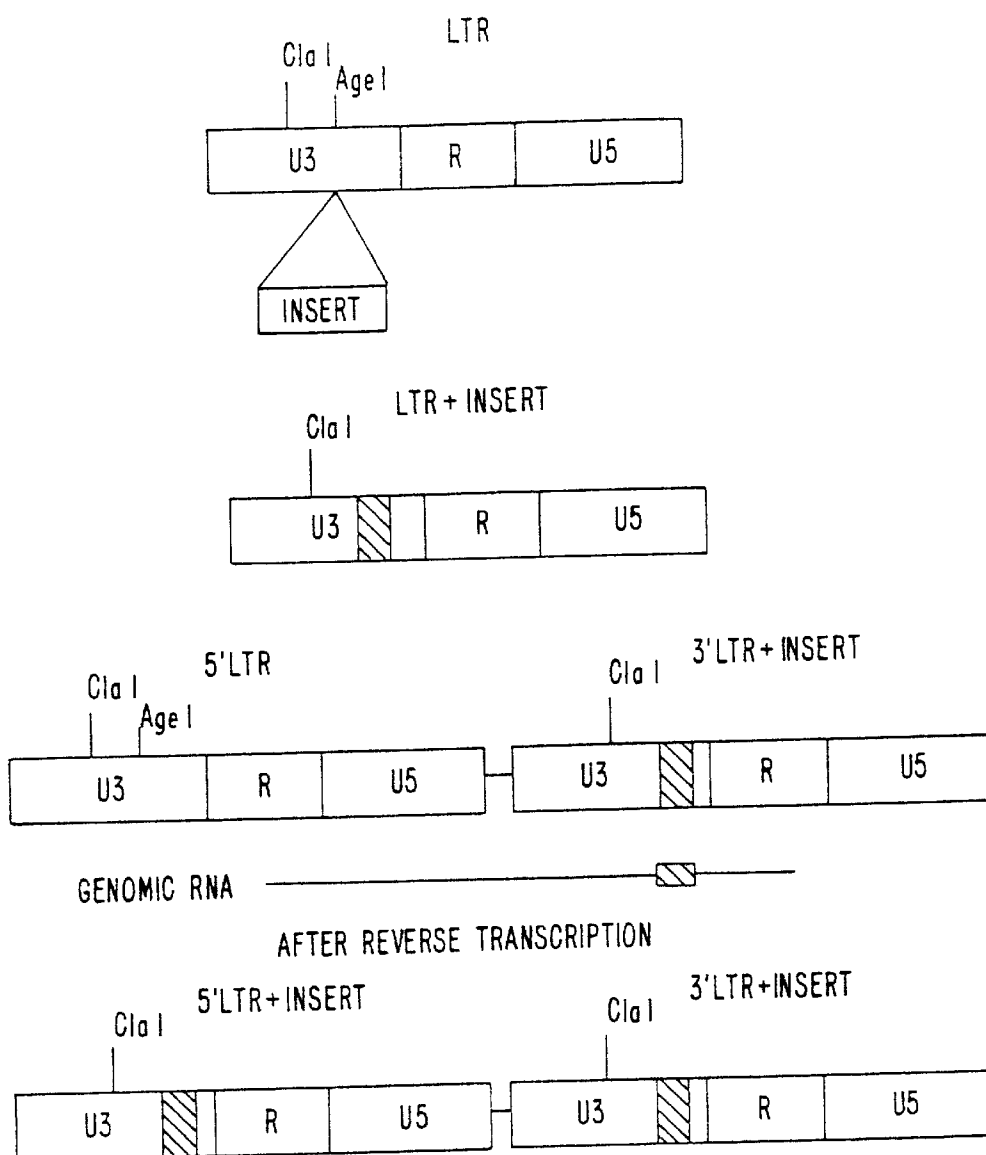 LTR
Cla I
Age I
U3 R U5
INSERT
LTR + INSERT
Cla I
U3 R U5
5'LTR
3'LTR + INSERT
Cla I
Age I
Cla I
U3 R U5 U3 R U5
GENOMIC RNA
AFTER REVERSE TRANSCRIPTION
5'LTR+INSERT
3'LTR+INSERT
Cla I
Cla I
U3 R U5 U3 R U5